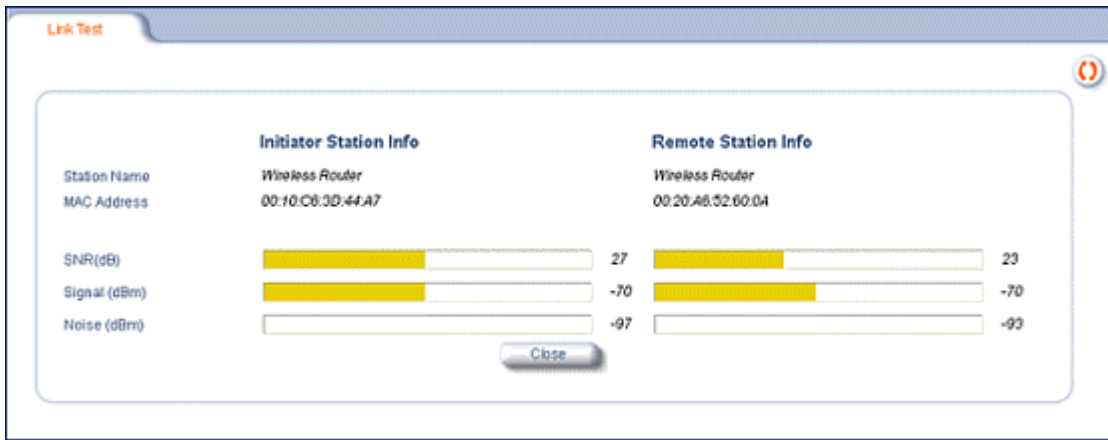 Link Test
Initiator Station Info Remote Station Info
Station Name Wireless Router Wireless Router
MAC Address 00:10:C6:3D:44:A7 00:20:A6:52:60:0A
SNR(dB) 27 23
Signal (dBm) -70 -70
Noise (dBm) -97 -93
Close